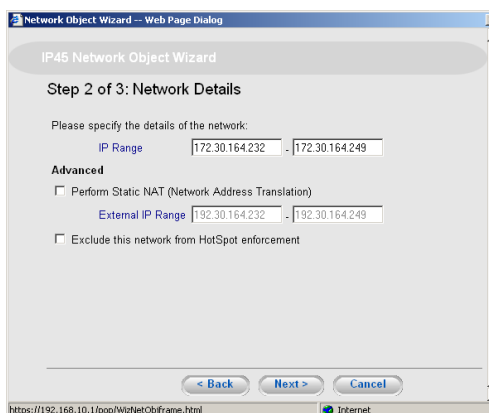 Network Object Wizard -- Web Page Dialog
IP45 Network Object Wizard
Step 2 of 3: Network Details
Please specify the details of the network:
IP Range 172.30.164.232 - 172.30.164.249
Advanced
Perform Static NAT (Network Address Translation)
External IP Range 192.30.164.232 - 192.30.164.249
Exclude this network from HotSpot enforcement
< Back Next > Cancel
https://192.168.10.1/pop/WizNetObjFrame.html Internet